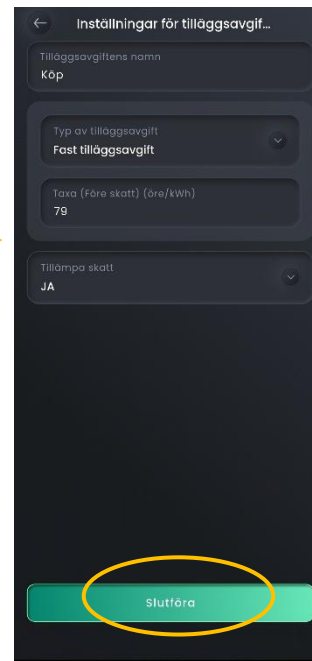 Inställningar för tilläggsavgif...
Tilläggsavgiftens namn
Köp
Typ av tilläggsavgift
Fast tilläggsavgift
Taxa (Före skatt) (öre/kWh)
79
Tillämpa skatt
JA
Slutföra